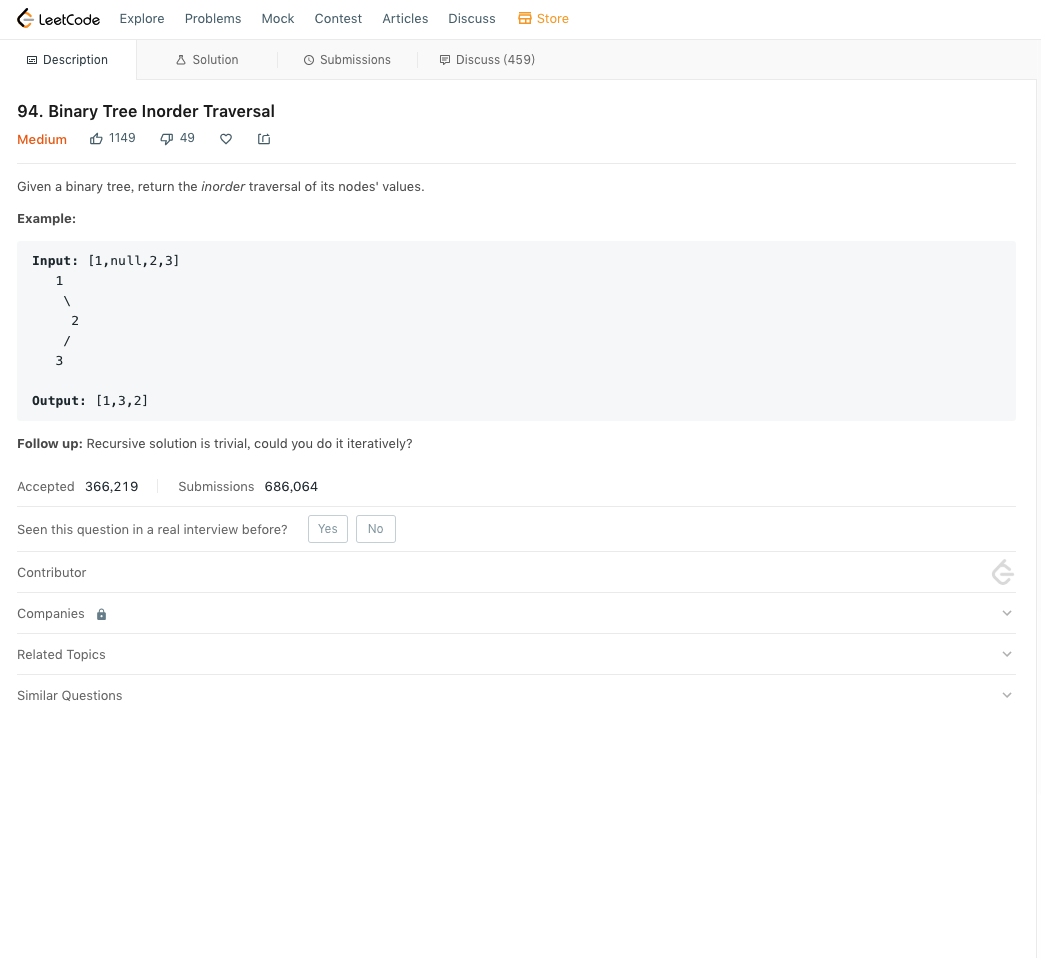 LeetCode Explore Problems Mock Contest Articles Discuss Store
Description Solution Submissions Discuss (459)
94. Binary Tree Inorder Traversal
Medium 1149 49
Given a binary tree, return the inorder traversal of its nodes' values.
Example:
Input: [1,null,2,3]
1
\
2
/
3
Output: [1,3,2]
Follow up: Recursive solution is trivial, could you do it iteratively?
Accepted 366,219 Submissions 686,064
Seen this question in a real interview before? Yes No
Contributor
Companies
Related Topics
Similar Questions